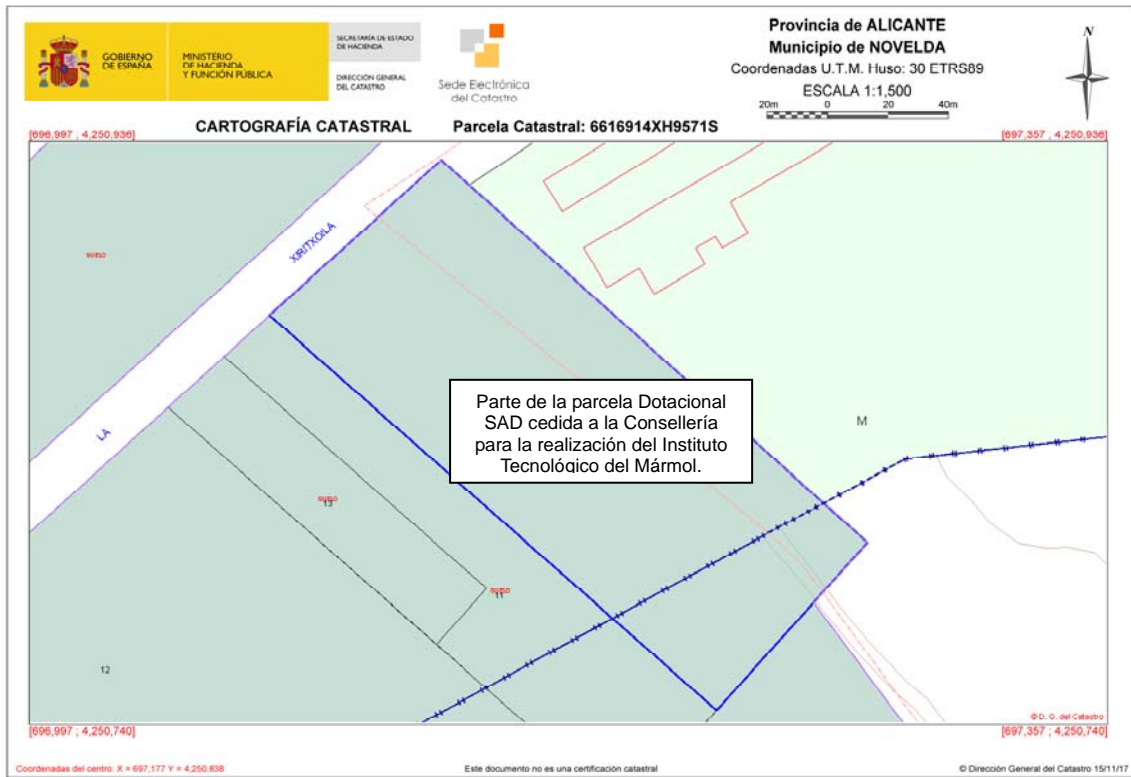 GOBIERNO
DE ESPAÑA
MINISTERIO
DE HACIENDA
Y FUNCIÓN PÚBLICA
SECRETARÍA DE ESTADO
DE HACIENDA
DIRECCIÓN GENERAL
DEL CATASTRO
Sede Electrónica
del Catastro
Provincia de ALICANTE
Municipio de NOVELDA
Coordenadas U.T.M. Huso: 30 ETRS89
ESCALA 1:1,500
20m 0 20 40m
N
CARTOGRAFÍA CATASTRAL Parcela Catastral: 6616914XH9571S
[696,997 ; 4,250,936]
[697,357 ; 4,250,936]
SUELO
XIRITXOLLA
LA
Parte de la parcela Dotacional
SAD cedida a la Consellería
para la realización del Instituto
Tecnológico del Mármol.
M
SUELO
13
SUELO
11
12
© D. G. del Catastro
[696,997 ; 4,250,740]
[697,357 ; 4,250,740]
Coordenadas del centro: X = 697,177 Y = 4,250,838
Este documento no es una certificación catastral
© Dirección General del Catastro 15/11/17